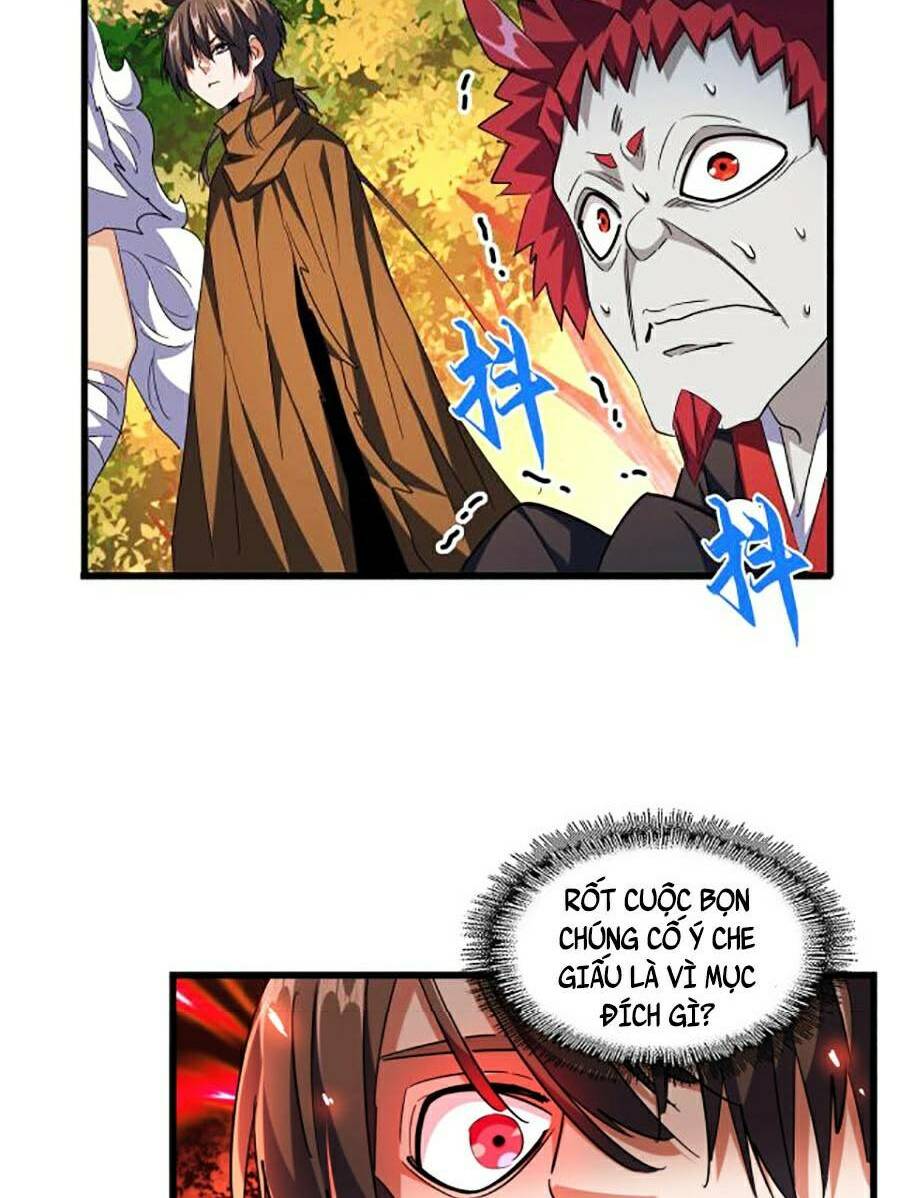 抖
抖
RỐT CUỘC BỌN
CHÚNG CỐ Ý CHE
GIẤU LÀ VÌ MỤC
ĐÍCH GÌ?